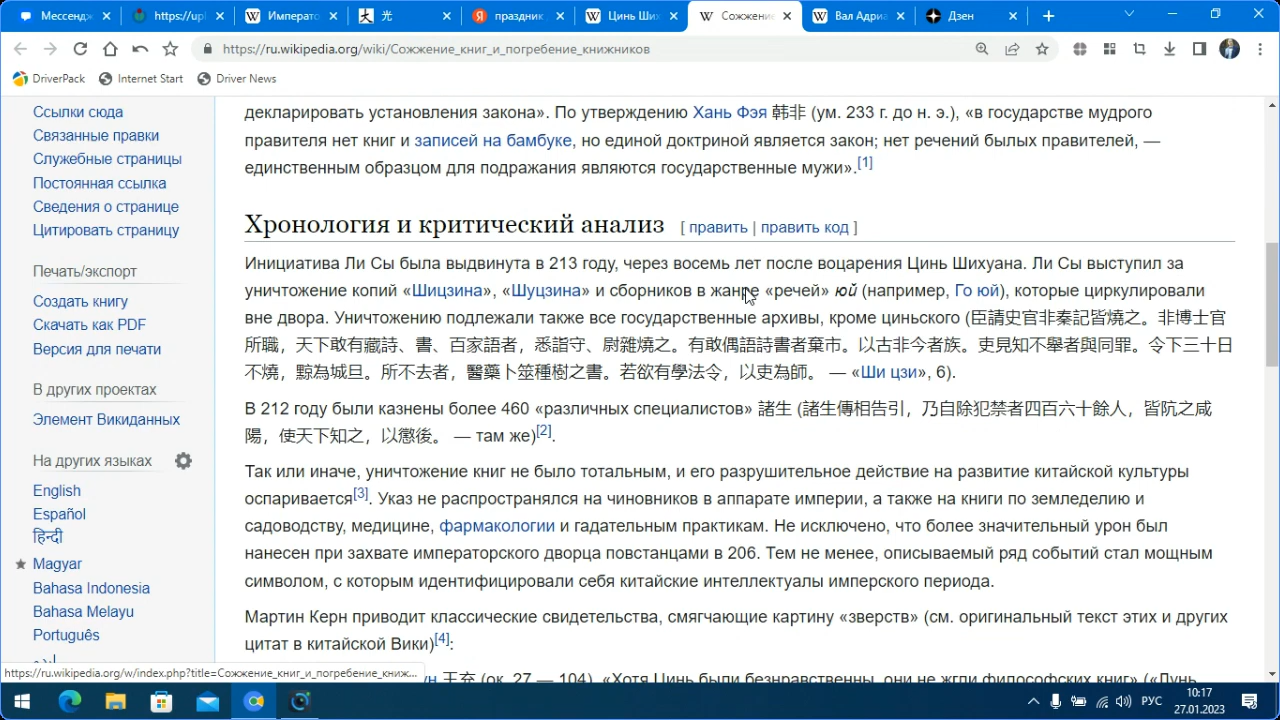 Мессендж
https://upl
Императо
光
праздник
Цинь Ших
Сожжени
Вал Адри
Дзен
https://ru.wikipedia.org/wiki/Сожжение_книг_и_погребение_книжников
DriverPack
Internet Start
Driver News
Ссылки сюда
Связанные правки
Служебные страницы
Постоянная ссылка
Сведения о странице
Цитировать страницу
Печать/экспорт
Создать книгу
Скачать как PDF
Версия для печати
В других проектах
Элемент Викиданных
На других языках
English
Español
हिन्दी
Magyar
Bahasa Indonesia
Bahasa Melayu
Português
декларировать установления закона». По утверждению Хань Фэя 韩非 (ум. 233 г. до н. э.), «в государстве мудрого
правителя нет книг и записей на бамбуке, но единой доктриной является закон; нет речений былых правителей, —
единственным образцом для подражания являются государственные мужи».[1]
Хронология и критический анализ [ править | править код ]
Инициатива Ли Сы была выдвинута в 213 году, через восемь лет после воцарения Цинь Шихуана. Ли Сы выступил за
уничтожение копий «Шицзина», «Шуцзина» и сборников в жанре «речей» юй (например, Го юй), которые циркулировали
вне двора. Уничтожению подлежали также все государственные архивы, кроме циньского (臣請史官非秦記皆燒之。非博士官
所職，天下敢有藏詩、書、百家語者，悉詣守、尉雜燒之。有敢偶語詩書者棄市。以古非今者族。吏見知不舉者與同罪。令下三十日
不燒，黥為城旦。所不去者，醫藥卜筮種樹之書。若欲有學法令，以吏為師。 — «Ши цзи», 6).
В 212 году были казнены более 460 «различных специалистов» 諸生 (諸生傳相告引，乃自除犯禁者四百六十餘人，皆阬之咸
陽，使天下知之，以懲後。 — там же)[2].
Так или иначе, уничтожение книг не было тотальным, и его разрушительное действие на развитие китайской культуры
оспаривается[3]. Указ не распространялся на чиновников в аппарате империи, а также на книги по земледелию и
садоводству, медицине, фармакологии и гадательным практикам. Не исключено, что более значительный урон был
нанесен при захвате императорского дворца повстанцами в 206. Тем не менее, описываемый ряд событий стал мощным
символом, с которым идентифицировали себя китайские интеллектуалы имперского периода.
Мартин Керн приводит классические свидетельства, смягчающие картину «зверств» (см. оригинальный текст этих и других
цитат в китайской Вики)[4]:
王充 (ок. 27 — 104). «Хотя Цинь были безнравственны, они не жгли философских книг» («Лунь
https://ru.wikipedia.org/w/index.php?title=Сожжение_книг_и_погребение_книж...
РУС
10:17
27.01.2023